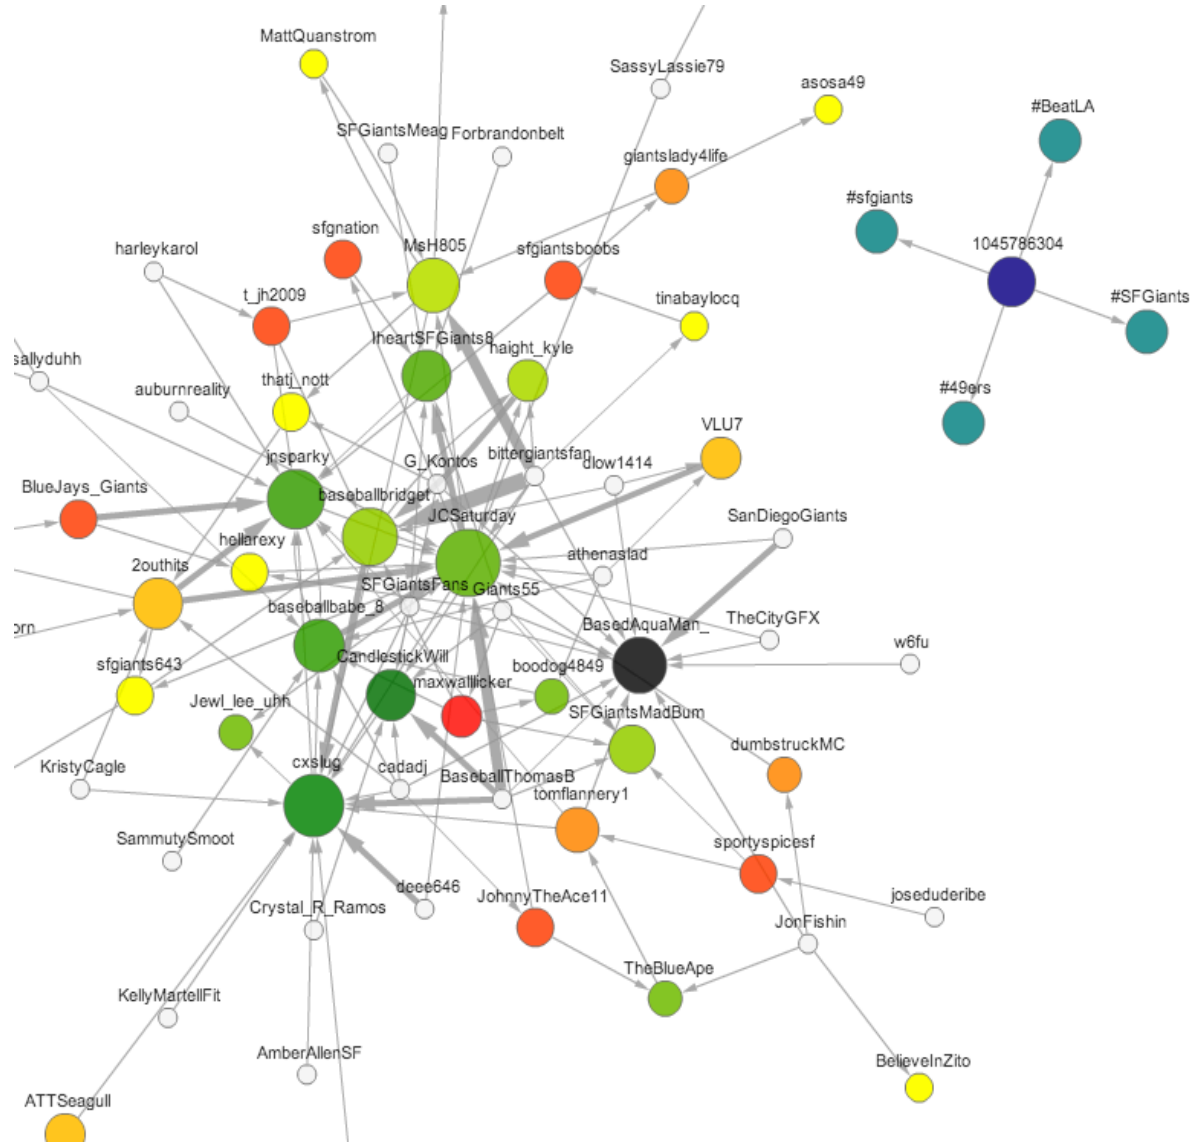 MattQuanstrom
SassyLassie79
asosa49
#BeatLA
SFGiantsMeag
Forbrandonbelt
giantslady4life
#sfgiants
sfgnation
MsH805
sfgiantsboobs
1045786304
harleykarol
t_jh2009
tinabaylocq
#SFGiants
IheartSFGiants8
haight_kyle
sallyduhh
thatj_nott
auburnreality
#49ers
VLU7
jnsparky
G_Kontos
bittergiantsfan
dlow1414
BlueJays_Giants
baseballbridget
JCSaturday
SanDiegoGiants
hellarexy
2outhits
athenaslad
SFGiantsFans
Giants55
baseballbabe_8
BasedAquaMan_
TheCityGFX
orn
w6fu
sfgiants643
CandlestickWill
boodog4849
maxwalllicker
Jewl_lee_uhh
SFGiantsMadBum
dumbstruckMC
KristyCagle
cxslug
cadadj
BaseballThomasB
tomflannery1
SammutySmoot
sportyspicesf
deee646
JohnnyTheAce11
joseduderibe
Crystal_R_Ramos
JonFishin
TheBlueApe
KellyMartellFit
AmberAllenSF
BelieveInZito
ATTSeagull